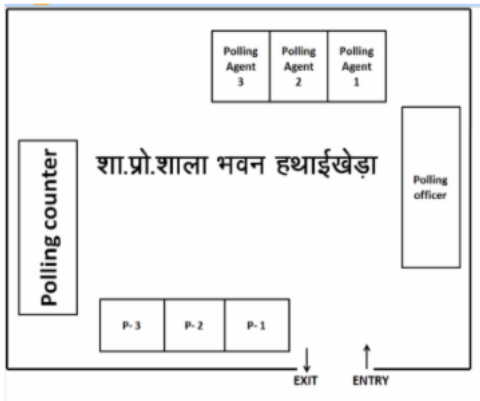 Polling
Agent
3
Polling
Agent
2
Polling
Agent
1
शा.प्रो.शाला भवन हथाईखेड़ा
Polling counter
Polling
officer
P- 3
P- 2
P- 1
EXIT
ENTRY